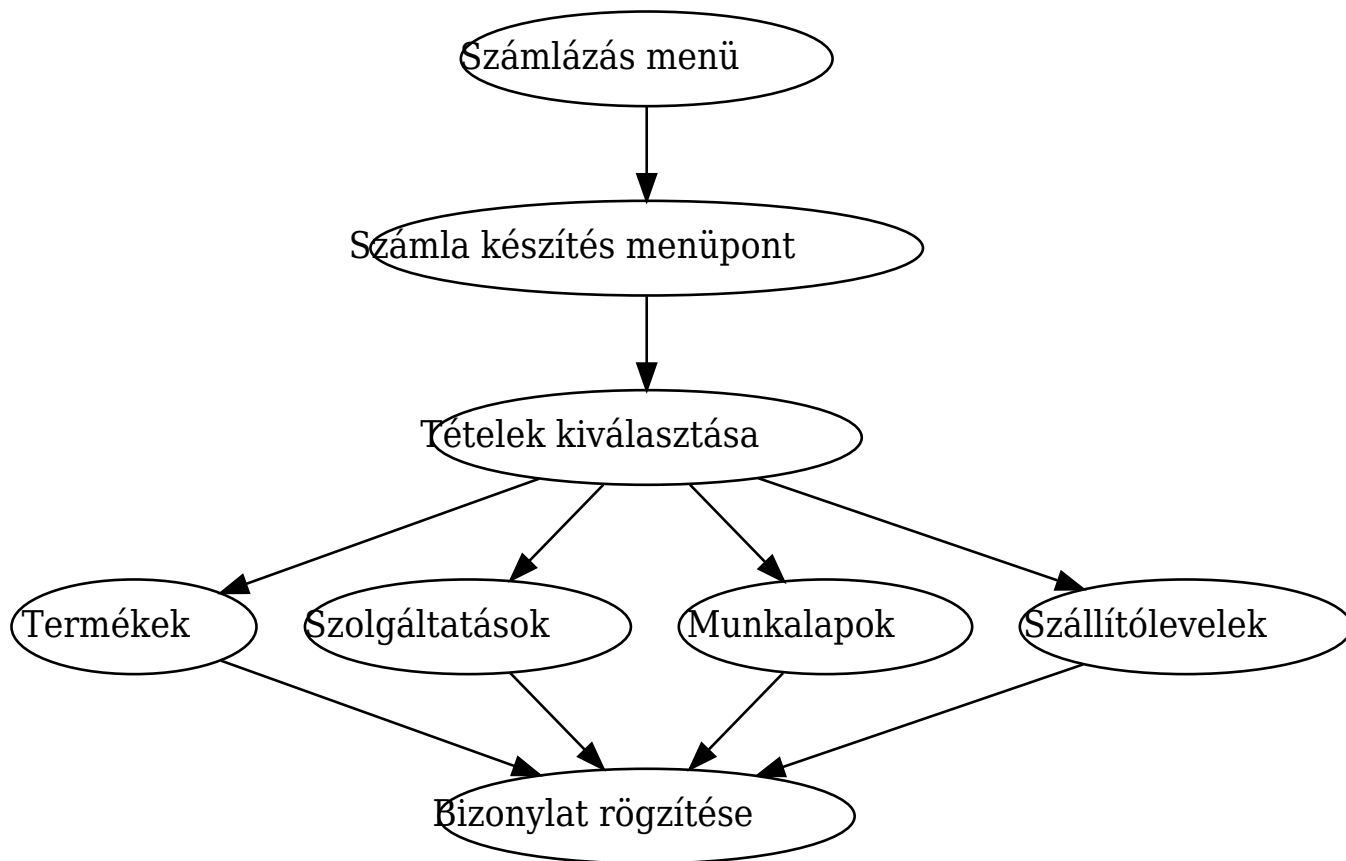 Számlázás menü
Számla készítés menüpont
Tételek kiválasztása
Termékek
Szolgáltatások
Munkalapok
Szállítólevelek
Bizonylat rögzítése